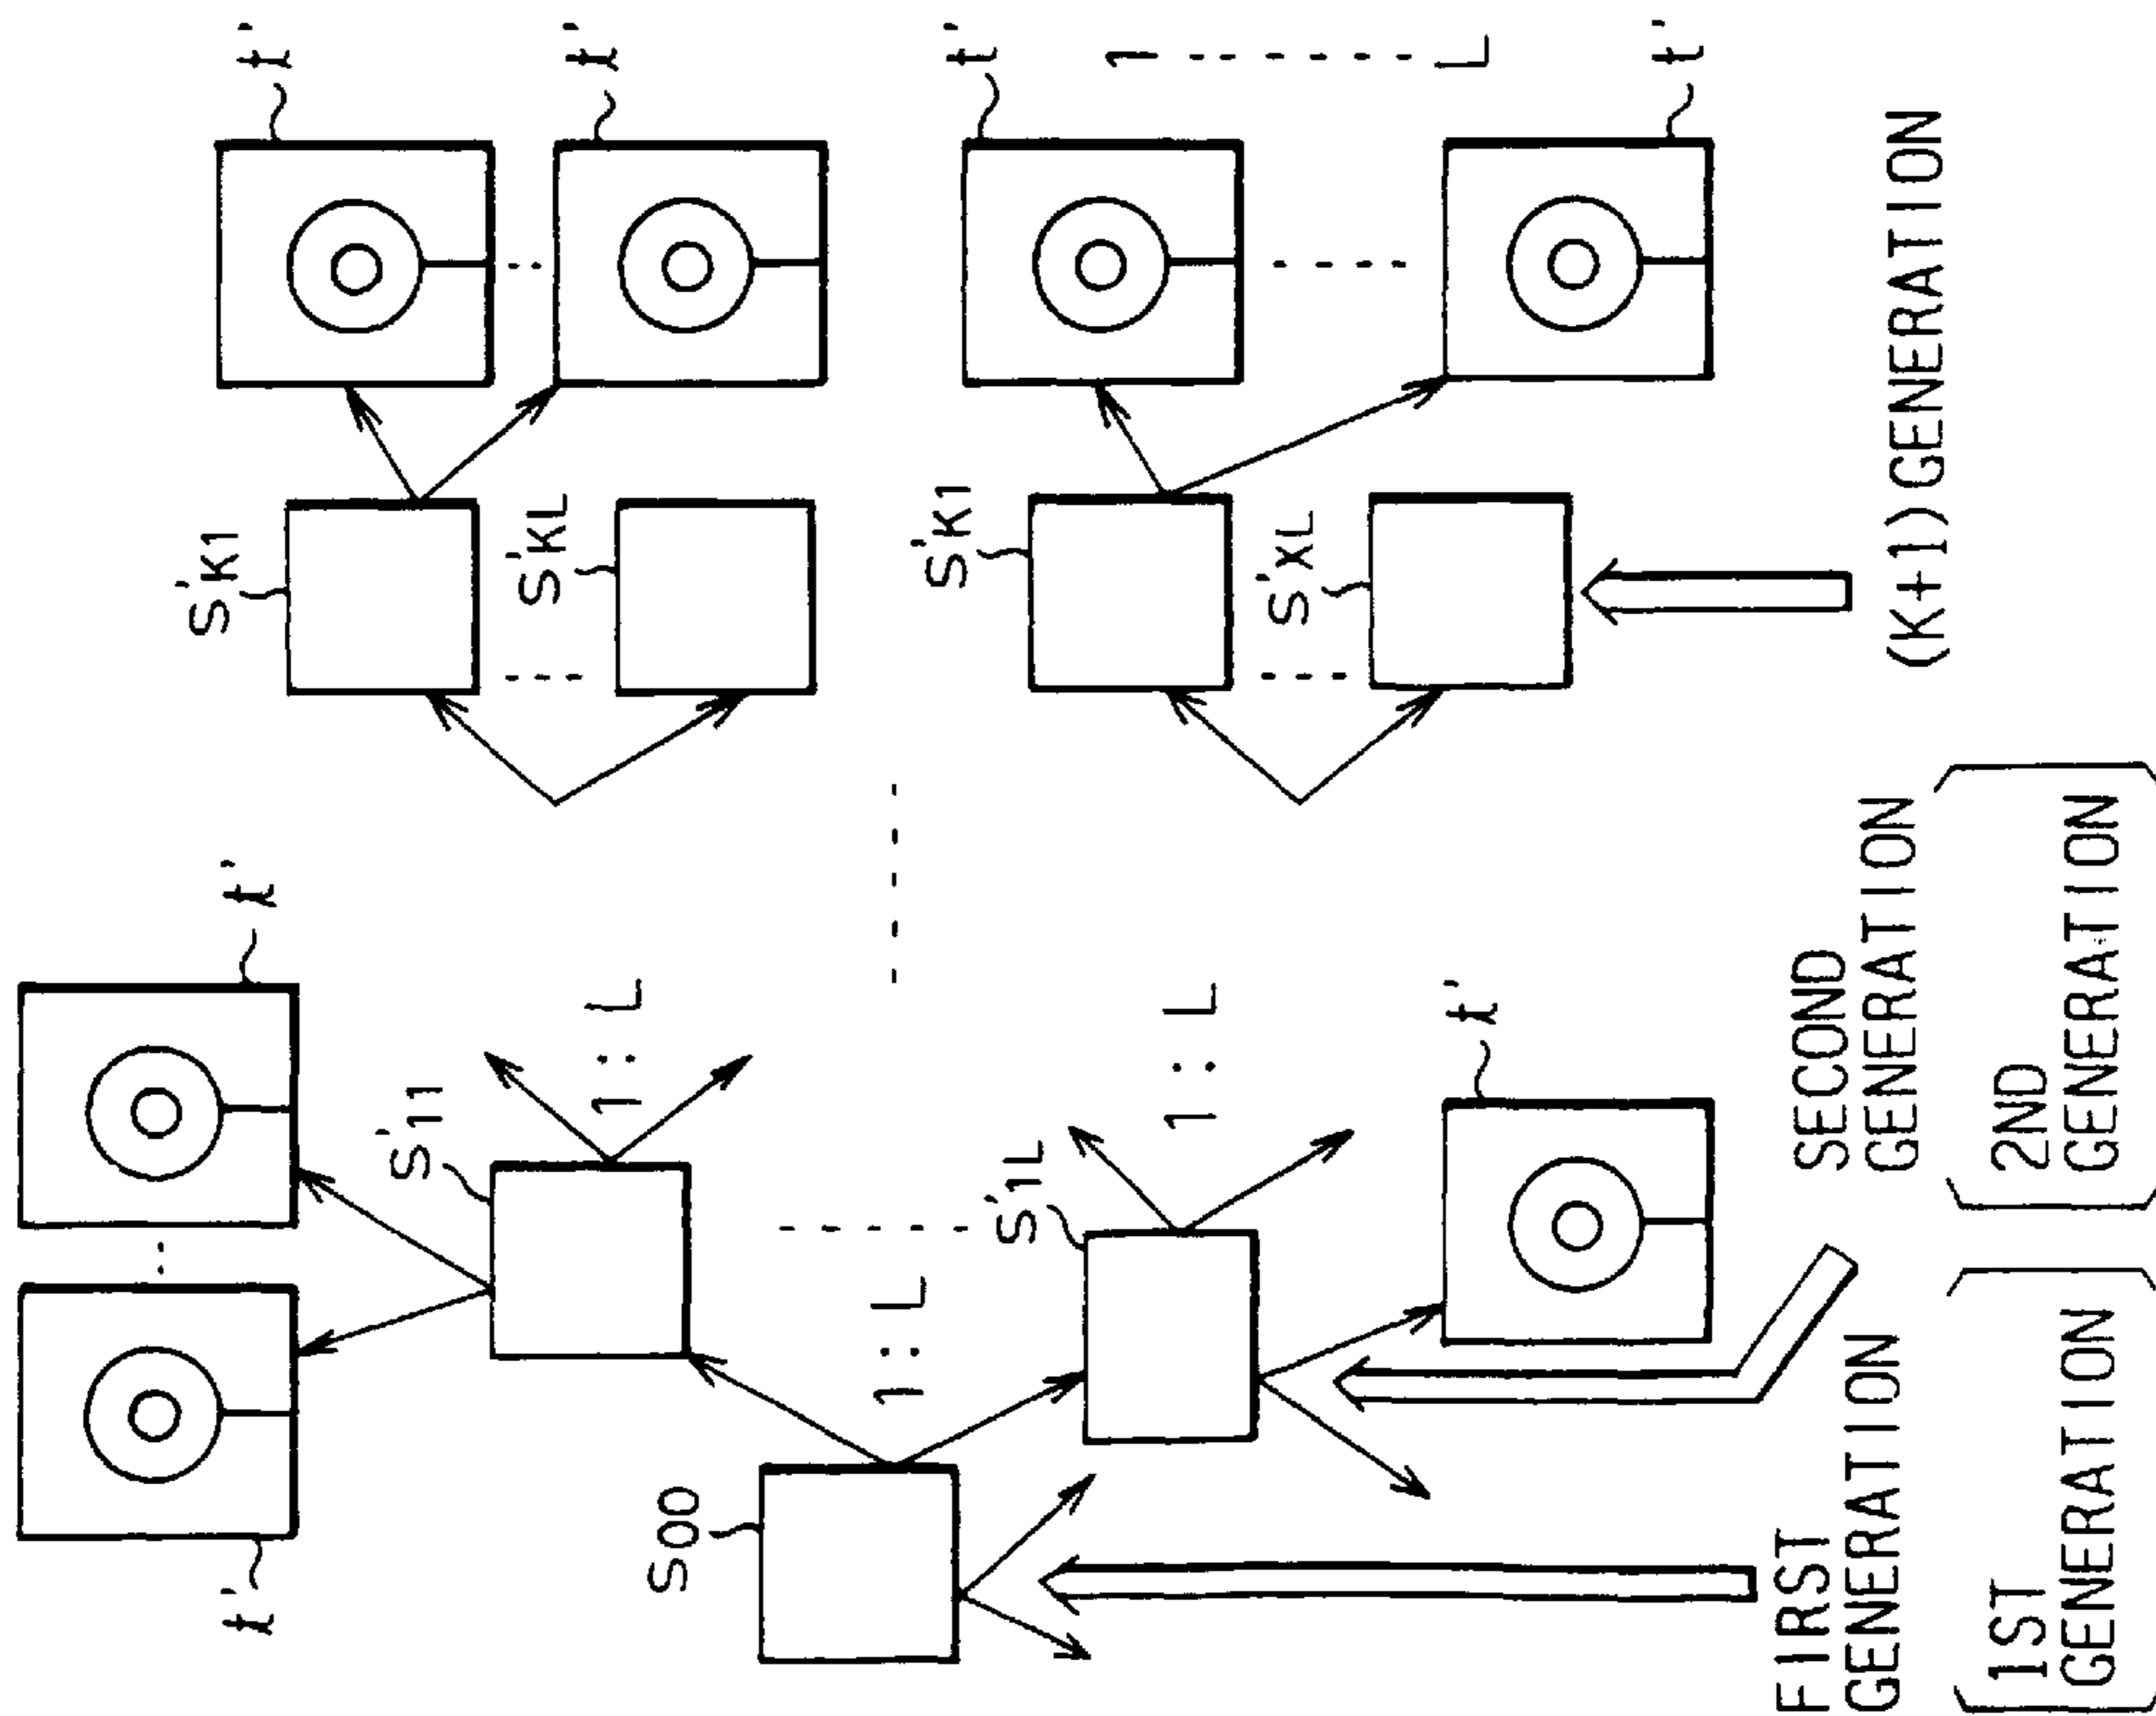 t'
t'
S'K1
t'
S'11
S'KL
t'
1:L
S00
1:L
S'K1
t'
S'1L
1:L
1 L
S'XL
t'
t'
FIRST
GENERATION
SECOND
GENERATION
(K+1) GENERATION
1ST
GENERATION
2ND
GENERATION